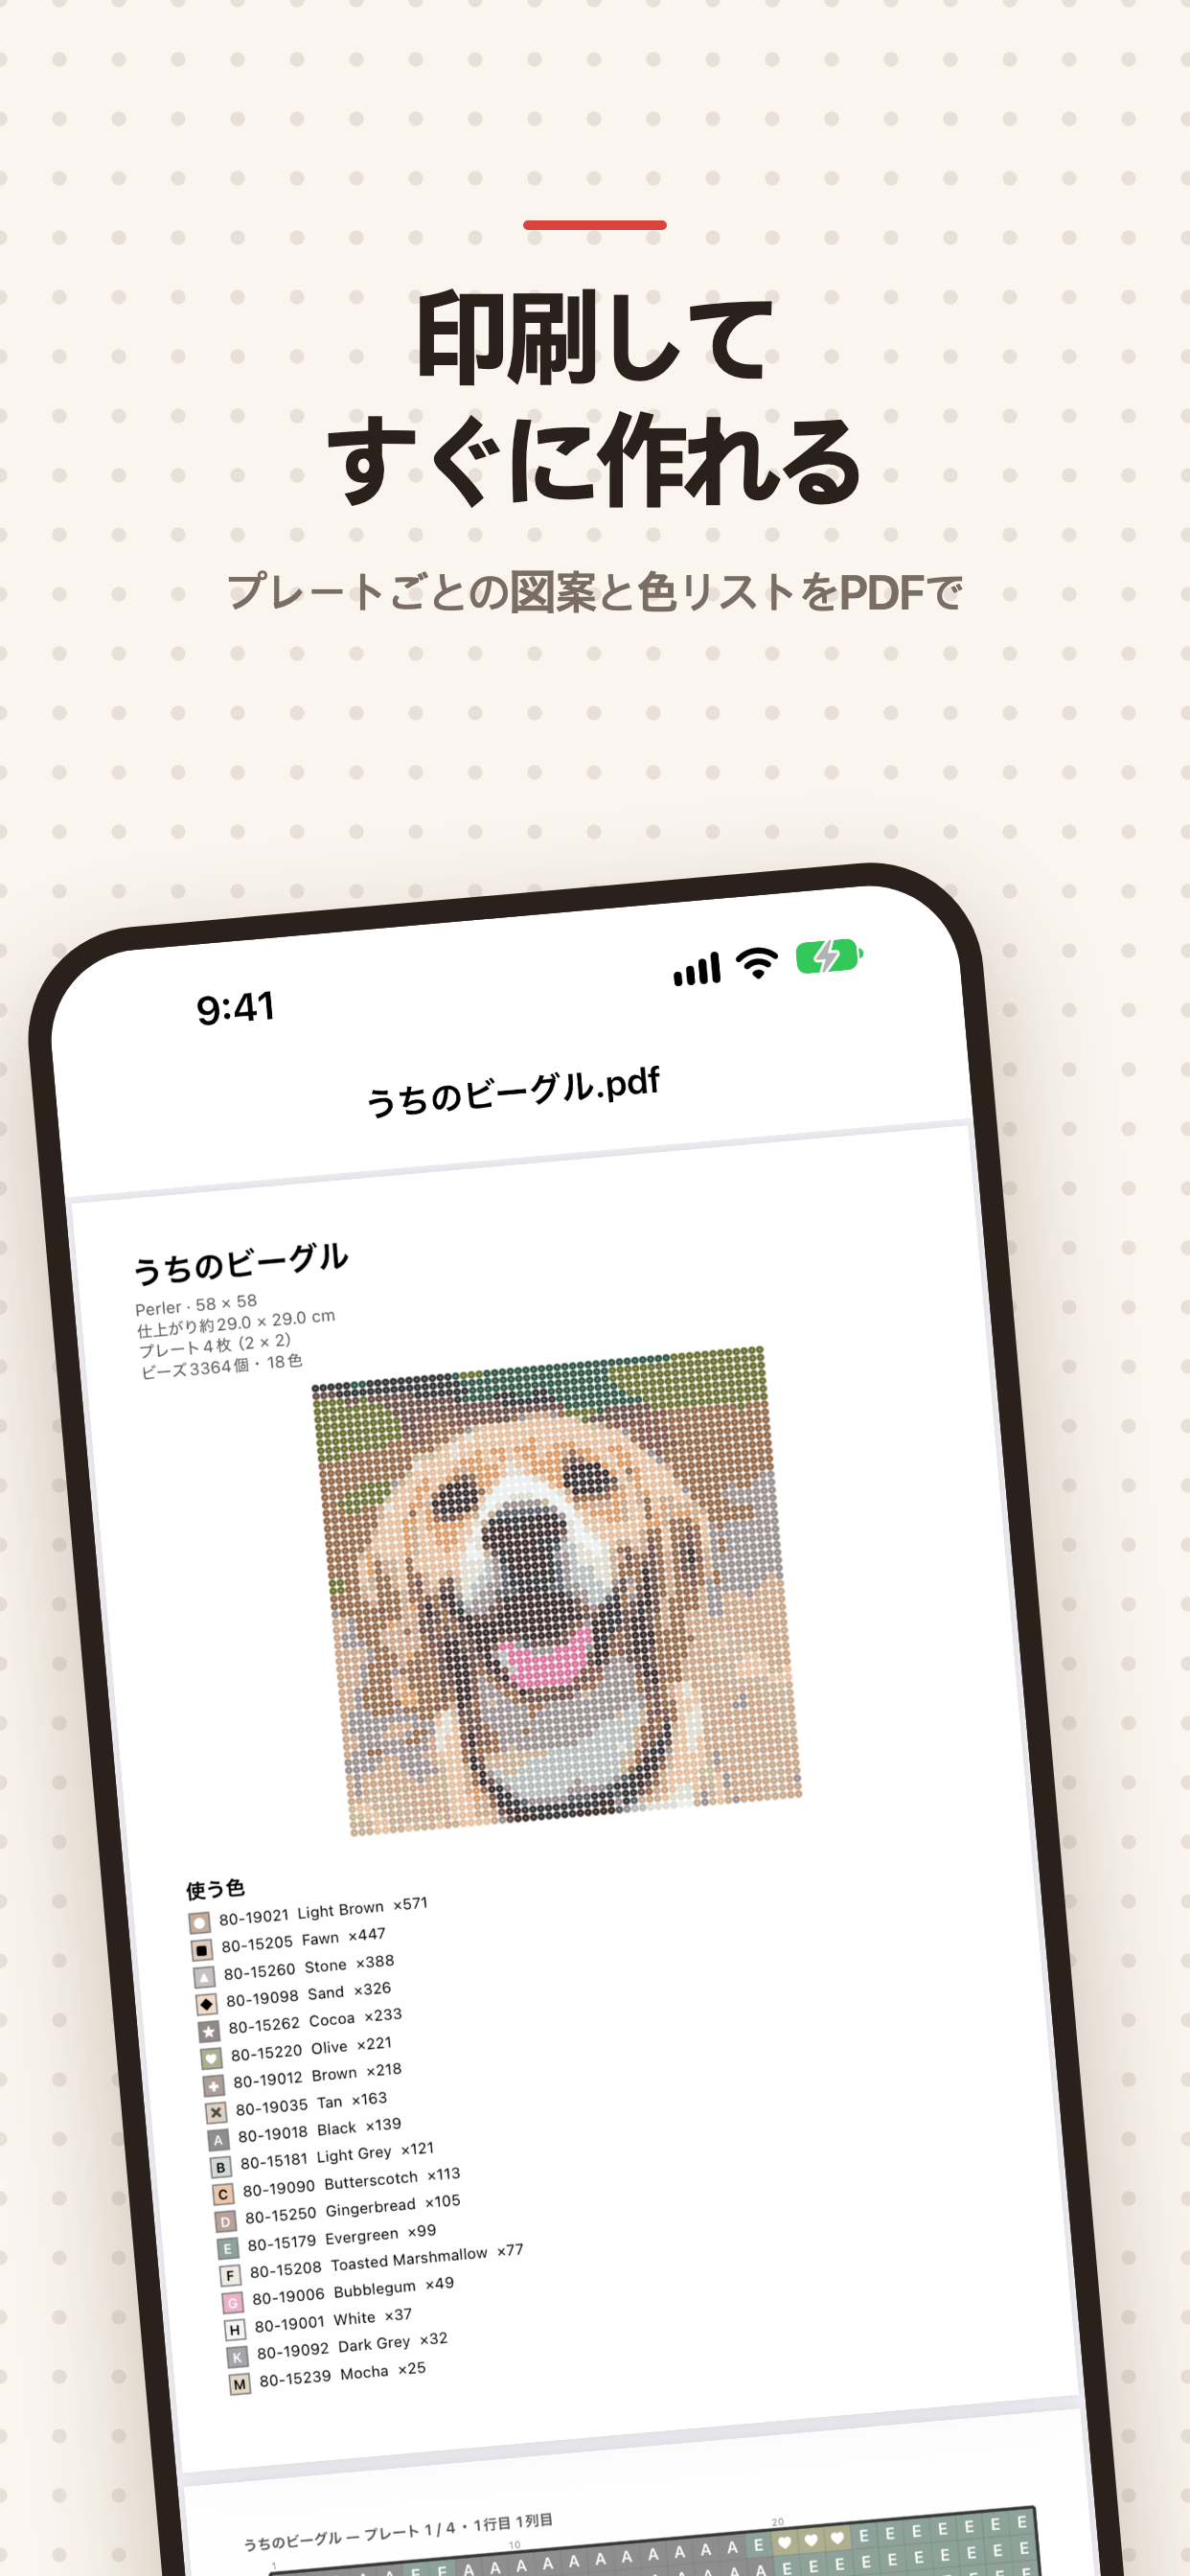 印刷して
すぐに作れる
プレートごとの図案と色リストをPDFで
9:41
うちのビーグル.pdf
うちのビーグル
Perler · 58 × 58
仕上がり約29.0 × 29.0 cm
プレート4枚（2 × 2）
ビーズ3364個・18色
使う色
80-19021 Light Brown ×571
80-15205 Fawn ×447
80-15260 Stone ×388
80-19098 Sand ×326
80-15262 Cocoa ×233
80-15220 Olive ×221
80-19012 Brown ×218
80-19035 Tan ×163
A 80-19018 Black ×139
B 80-15181 Light Grey ×121
C 80-19090 Butterscotch ×113
D 80-15250 Gingerbread ×105
E 80-15179 Evergreen ×99
F 80-15208 Toasted Marshmallow ×77
G 80-19006 Bubblegum ×49
H 80-19001 White ×37
K 80-19092 Dark Grey ×32
M 80-15239 Mocha ×25
うちのビーグル — プレート 1 / 4 · 1行目 1列目
1 10 20
E E A A A A A A A A A A A E E E E E E E E
A A A A E E E E E E E E E E